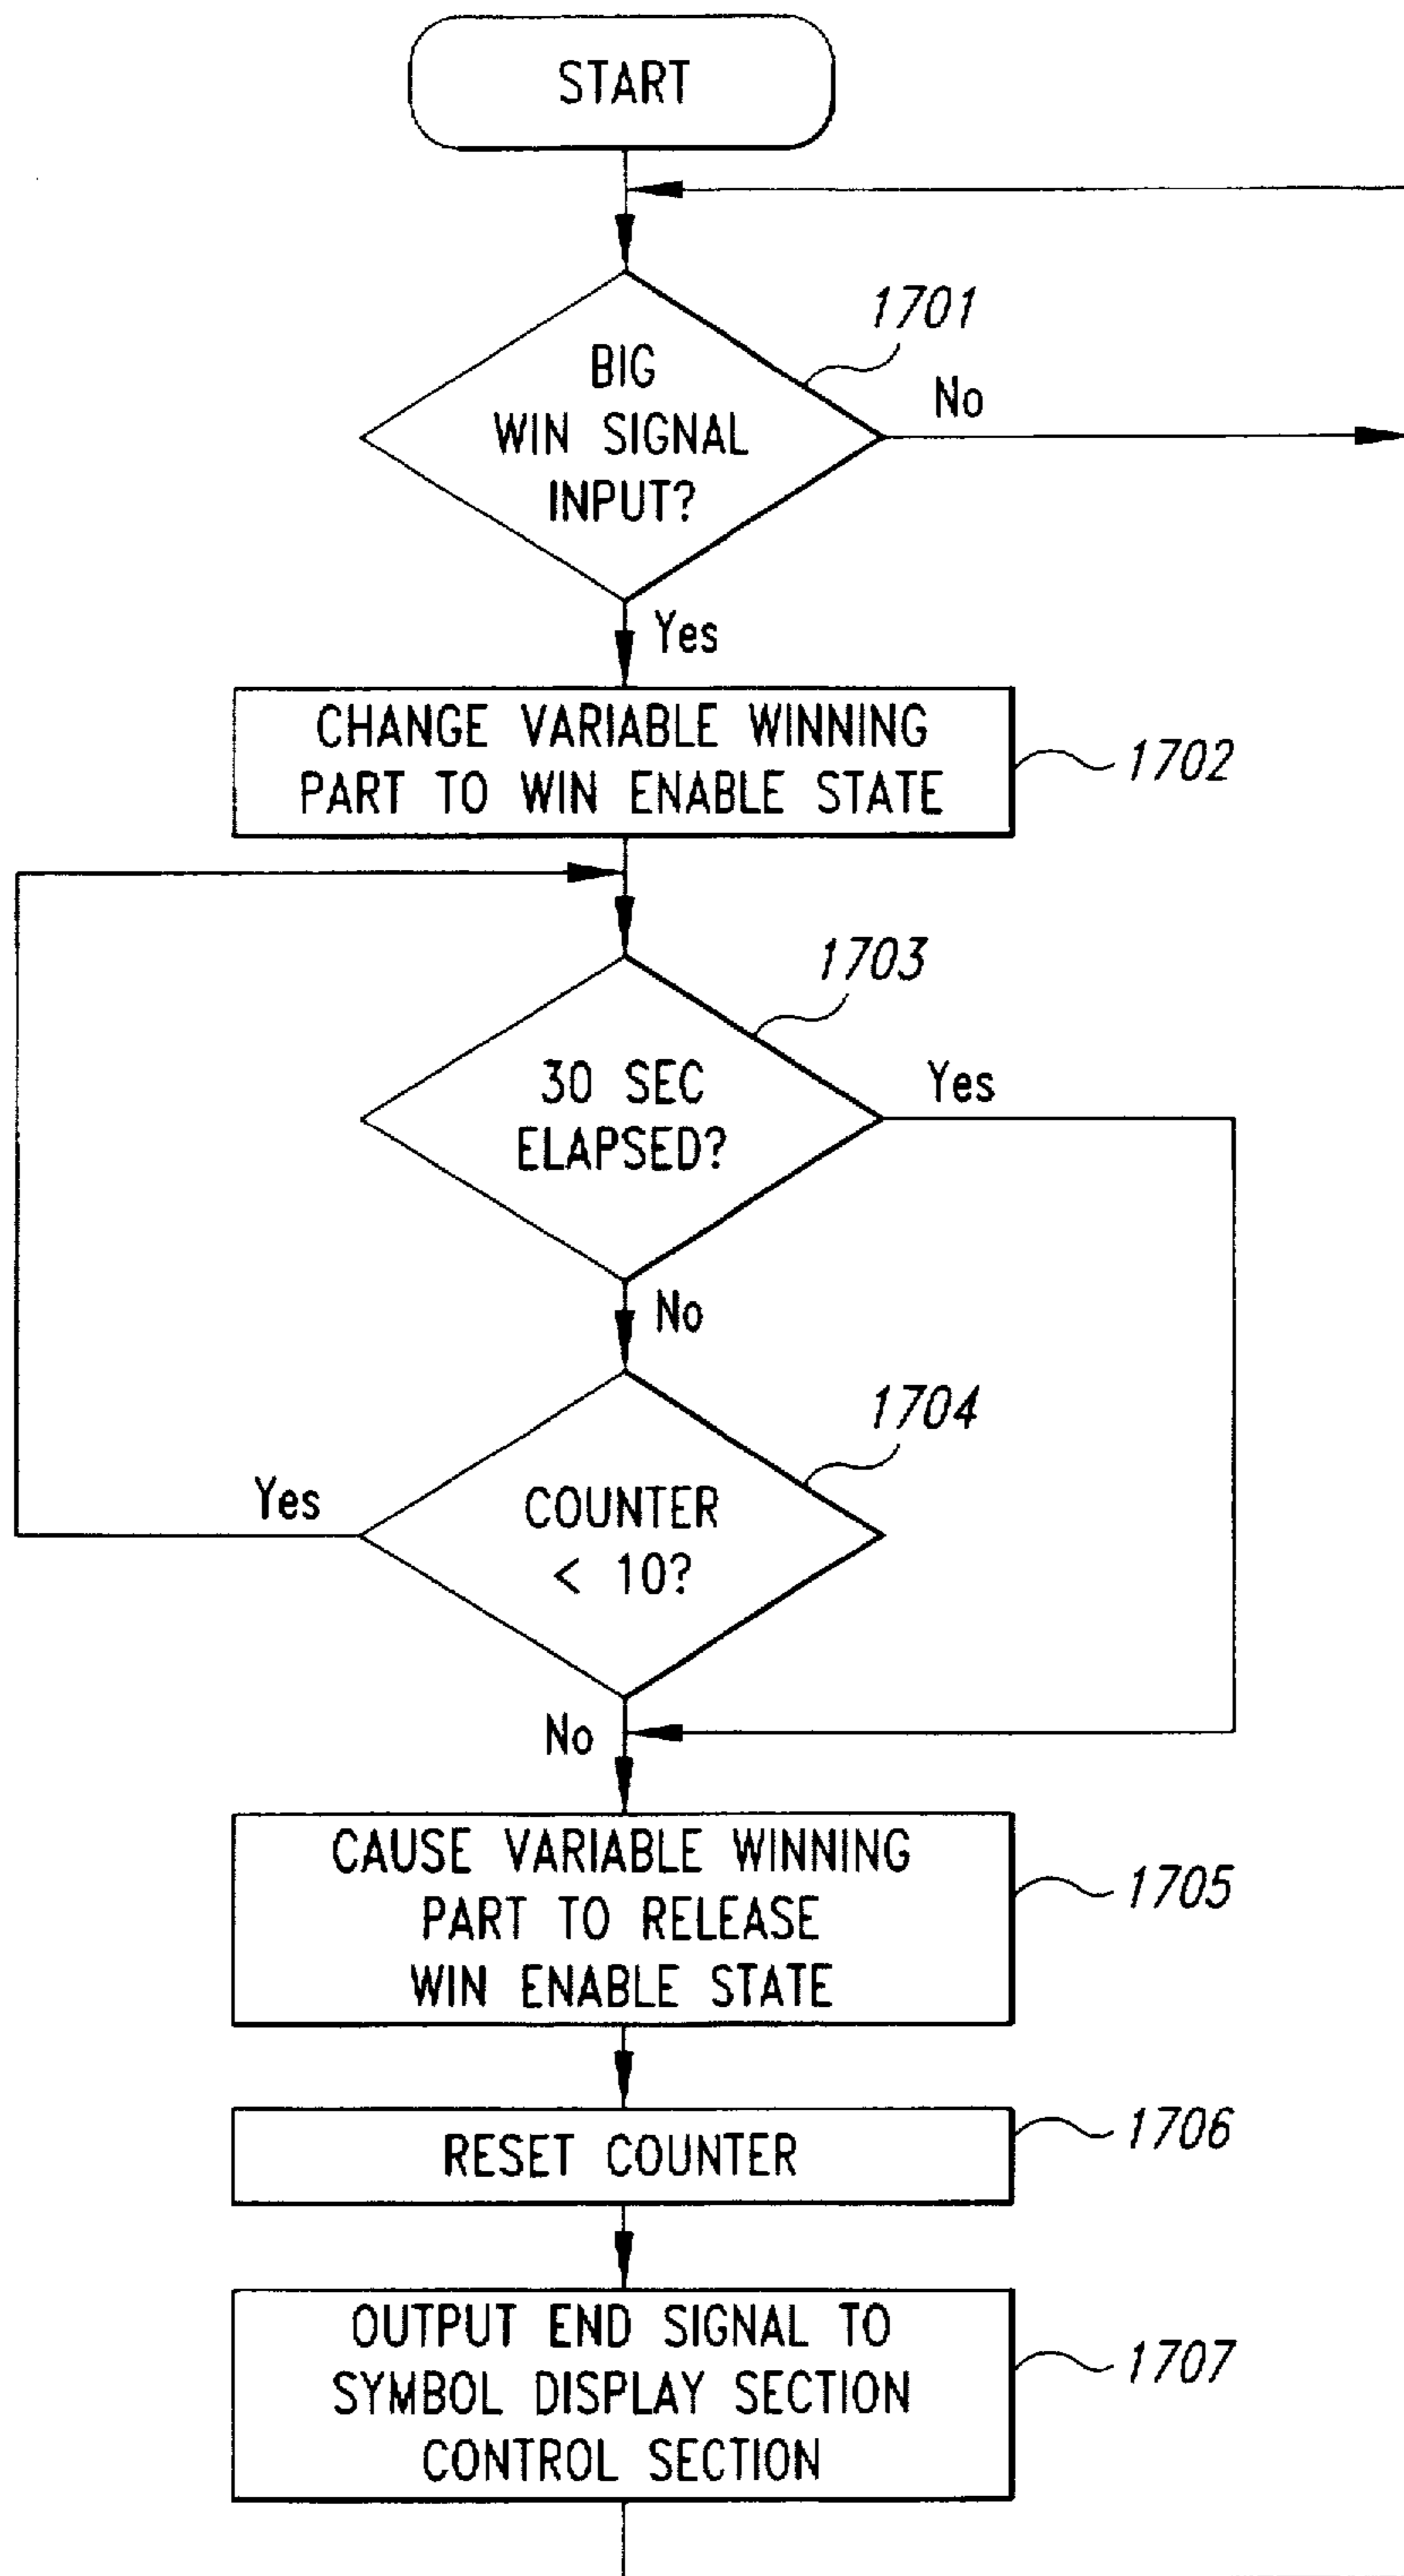 START
1701
BIG
WIN SIGNAL
INPUT?
No
Yes
CHANGE VARIABLE WINNING
PART TO WIN ENABLE STATE
1702
1703
30 SEC
ELAPSED?
Yes
No
1704
Yes
COUNTER
< 10?
No
CAUSE VARIABLE WINNING
PART TO RELEASE
WIN ENABLE STATE
1705
RESET COUNTER
1706
OUTPUT END SIGNAL TO
SYMBOL DISPLAY SECTION
CONTROL SECTION
1707